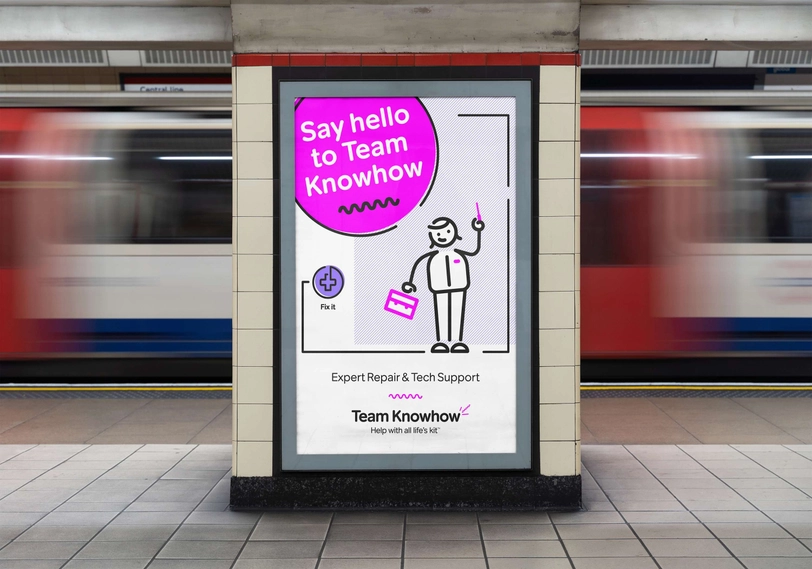 Central line
Say hello
to Team
Knowhow
Fix it
Expert Repair & Tech Support
Team Knowhow
Help with all life's kit™